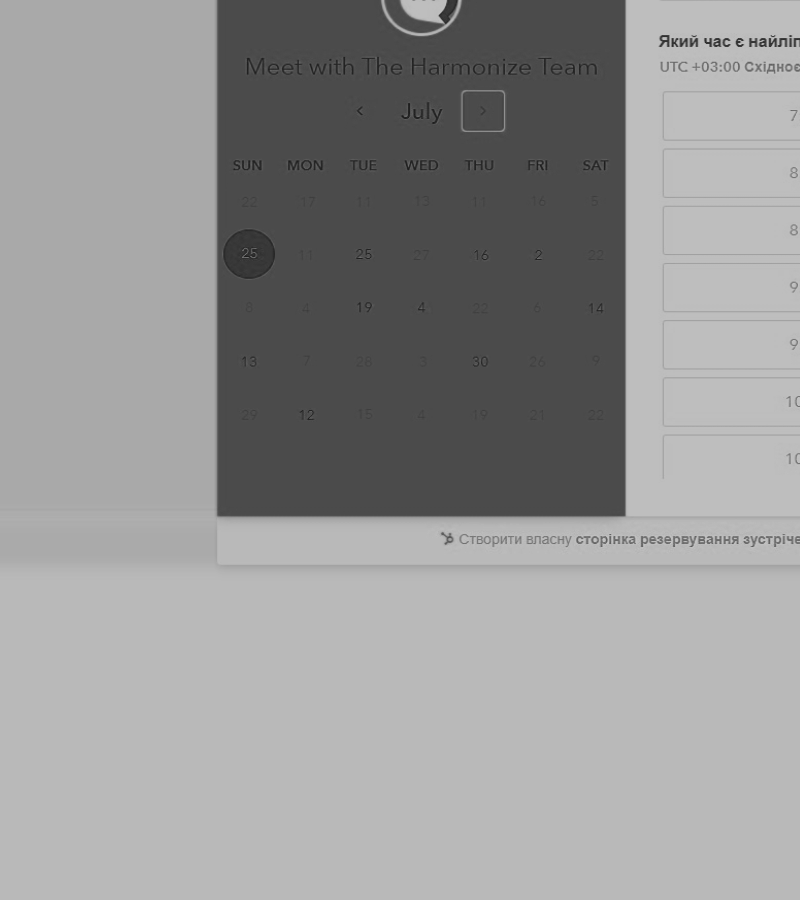 Meet with The Harmonize Team
July
SUN MON TUE WED THU FRI SAT
22 17 11 13 11 16 5
25 11 25 27 16 2 22
8 4 19 4 22 6 14
13 7 28 3 30 26 9
29 12 15 4 19 21 22
Створити власну сторінка резервування зустріче
Який час є найліп
UTC +03:00 Східноє
7
8
8
9
9
10
10